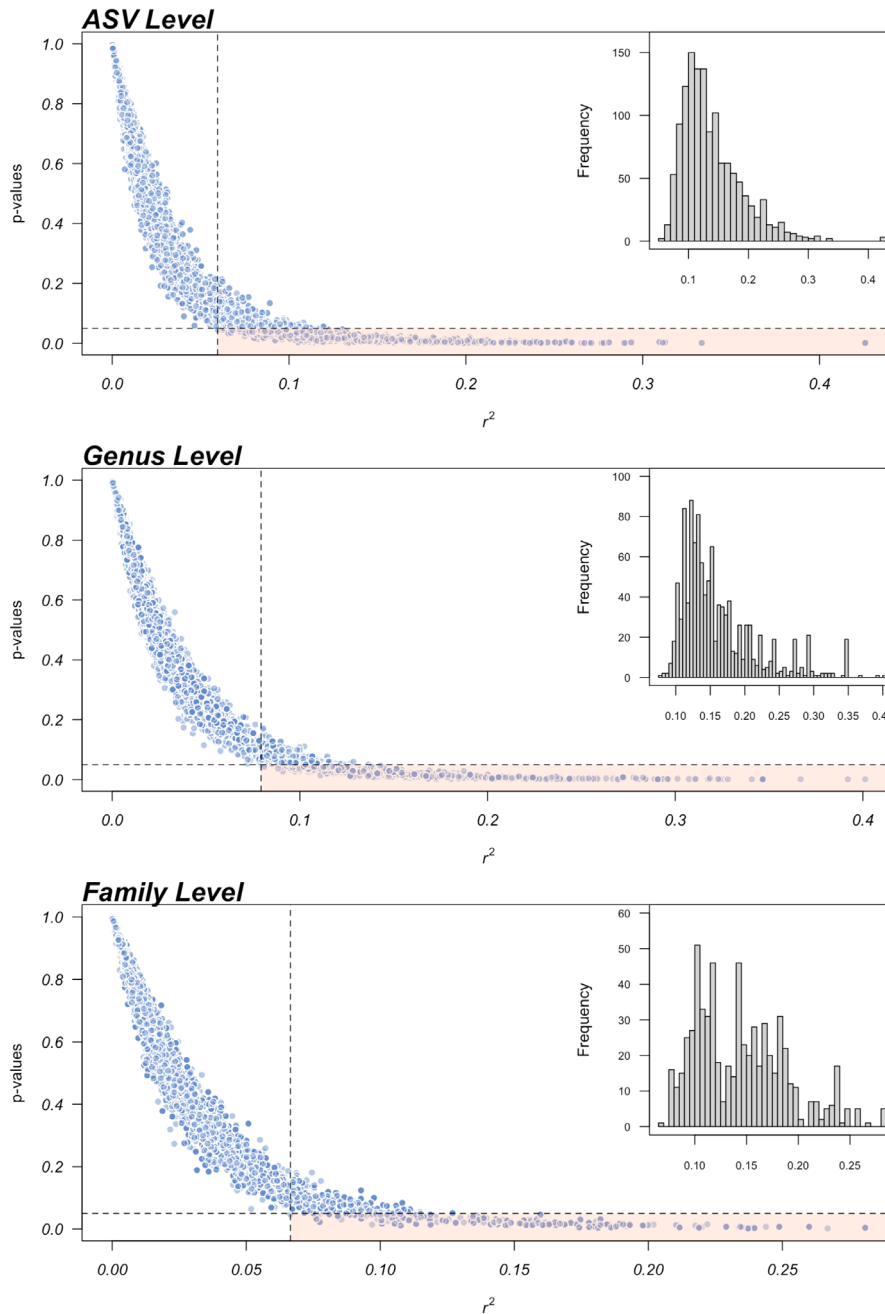 ASV Level
1.0
0.8
0.6
0.4
0.2
0.0
p-values
0.0 0.1 0.2 0.3 0.4
r²
150
100
50
0
Frequency
0.1 0.2 0.3 0.4
Genus Level
1.0
0.8
0.6
0.4
0.2
0.0
p-values
0.0 0.1 0.2 0.3 0.4
r²
100
80
60
40
20
0
Frequency
0.10 0.15 0.20 0.25 0.30 0.35 0.4
Family Level
1.0
0.8
0.6
0.4
0.2
0.0
p-values
0.00 0.05 0.10 0.15 0.20 0.25
r²
60
50
40
30
20
10
0
Frequency
0.10 0.15 0.20 0.25